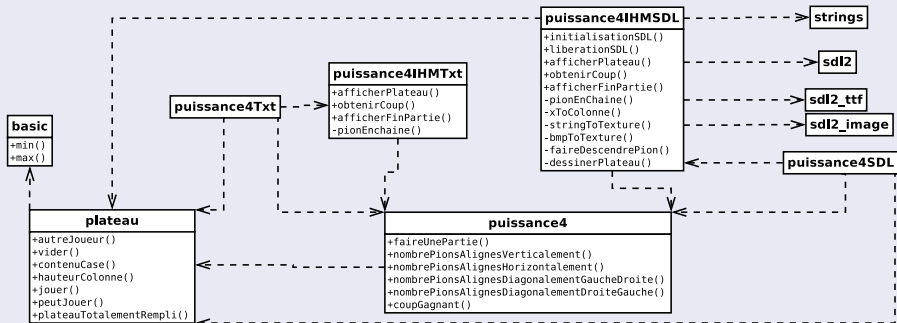 puissance4IHMSDL
+initialisationSDL()
+liberationSDL()
+afficherPlateau()
+obtenirCoup()
+afficherFinPartie()
-pionEnChaine()
-xToColonne()
-stringToTexture()
-bmpToTexture()
-faireDescendrePion()
-dessinerPlateau()
strings
sdl2
sdl2_ttf
sdl2_image
puissance4SDL
puissance4IHMTxt
+afficherPlateau()
+obtenirCoup()
+afficherFinPartie()
-pionEnchaine()
puissance4Txt
basic
+min()
+max()
plateau
+autreJoueur()
+vider()
+contenuCase()
+hauteurColonne()
+jouer()
+peutJouer()
+plateauTotalementRempli()
puissance4
+faireUnePartie()
+nombrePionsAlignesVerticalement()
+nombrePionsAlignesHorizontalement()
+nombrePionsAlignesDiagonalementGaucheDroite()
+nombrePionsAlignesDiagonalementDroiteGauche()
+coupGagnant()